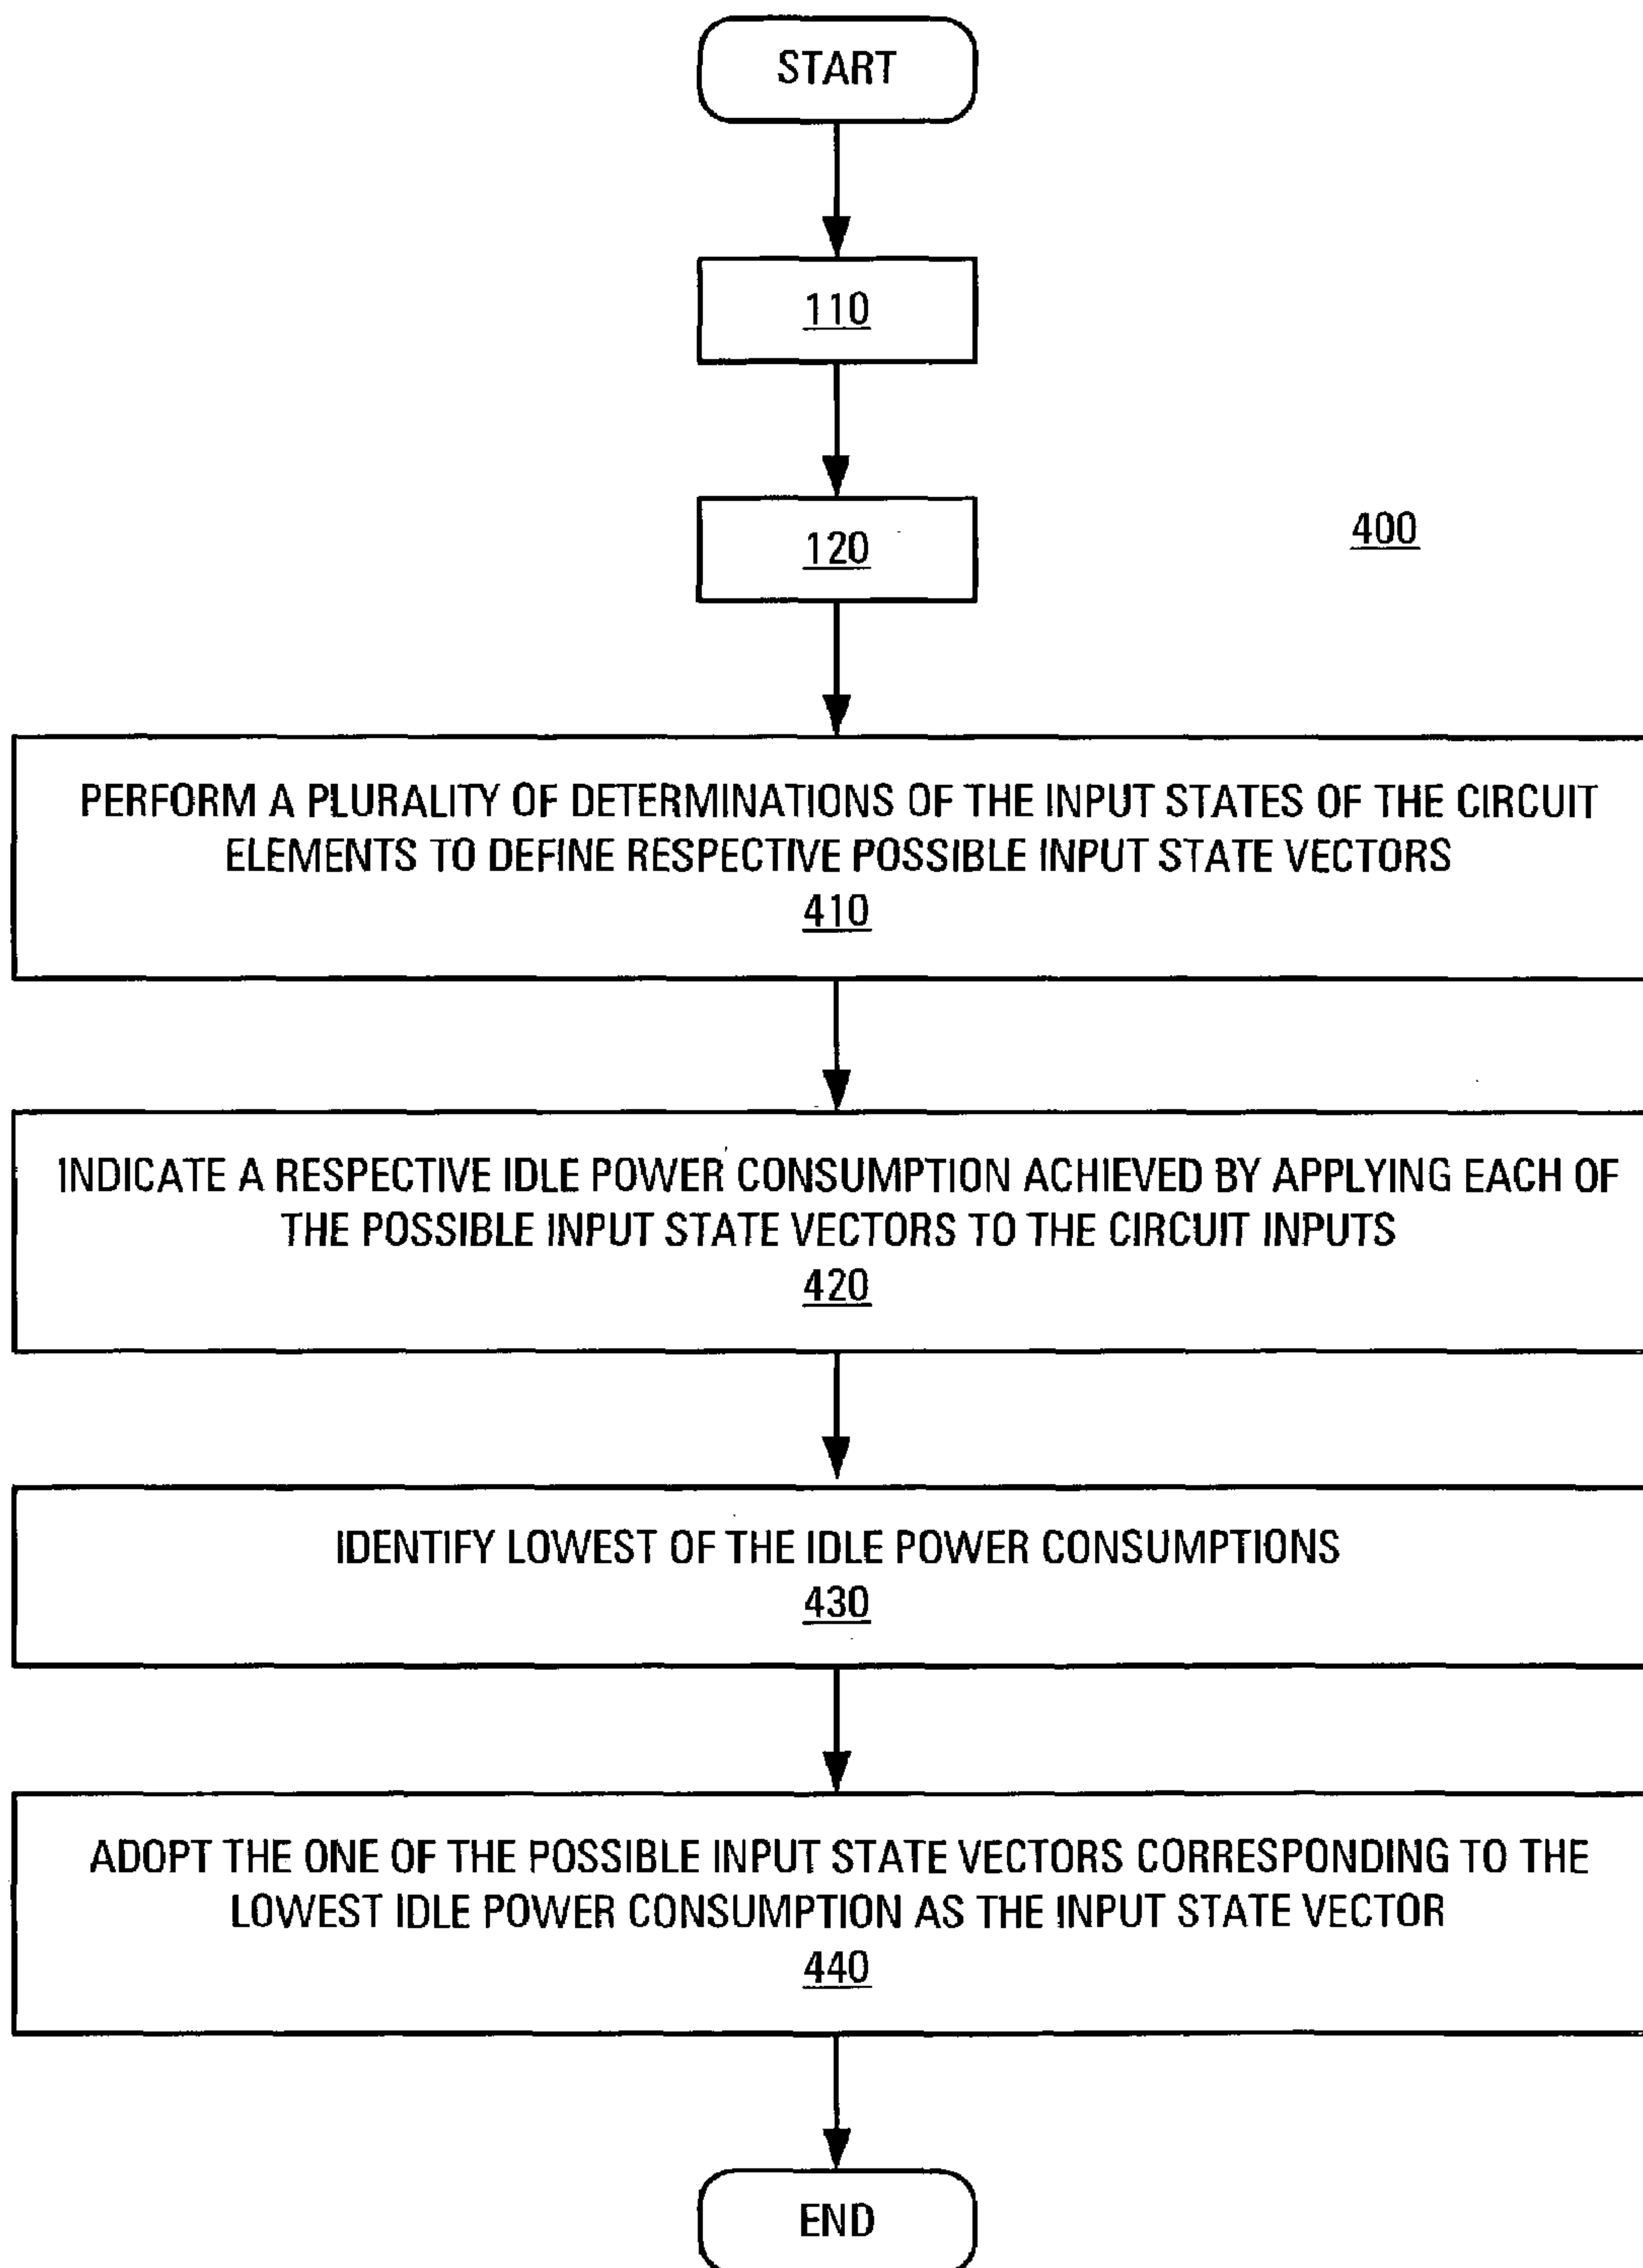 START
110
120
400
PERFORM A PLURALITY OF DETERMINATIONS OF THE INPUT STATES OF THE CIRCUIT
ELEMENTS TO DEFINE RESPECTIVE POSSIBLE INPUT STATE VECTORS
410
INDICATE A RESPECTIVE IDLE POWER CONSUMPTION ACHIEVED BY APPLYING EACH OF
THE POSSIBLE INPUT STATE VECTORS TO THE CIRCUIT INPUTS
420
IDENTIFY LOWEST OF THE IDLE POWER CONSUMPTIONS
430
ADOPT THE ONE OF THE POSSIBLE INPUT STATE VECTORS CORRESPONDING TO THE
LOWEST IDLE POWER CONSUMPTION AS THE INPUT STATE VECTOR
440
END